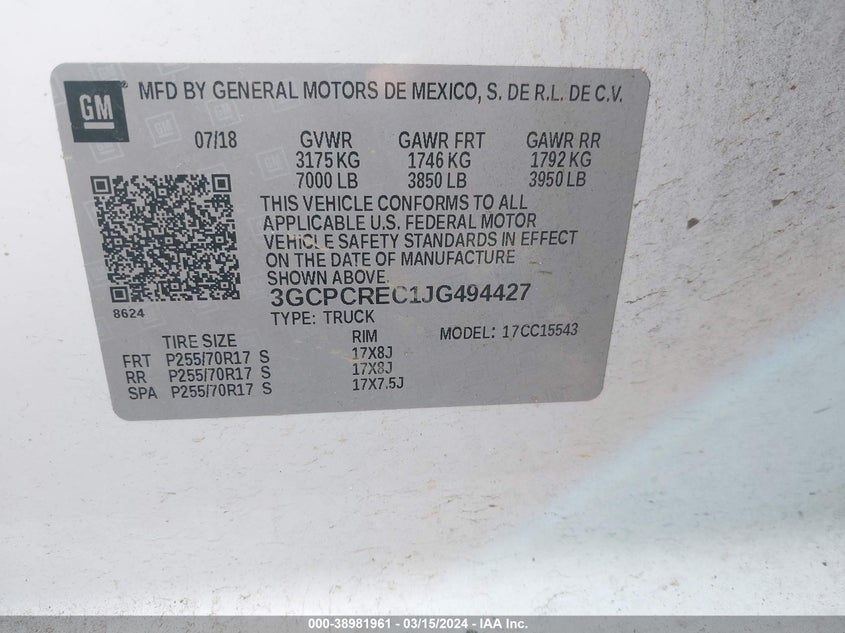 GM
MFD BY GENERAL MOTORS DE MEXICO, S. DE R.L. DE C.V.
07/18 GVWR GAWR FRT GAWR RR
3175 KG 1746 KG 1792 KG
7000 LB 3850 LB 3950 LB
THIS VEHICLE CONFORMS TO ALL
APPLICABLE U.S. FEDERAL MOTOR
VEHICLE SAFETY STANDARDS IN EFFECT
ON THE DATE OF MANUFACTURE
SHOWN ABOVE.
8624
3GCPCREC1JG494427
TYPE: TRUCK MODEL: 17CC15543
TIRE SIZE RIM
FRT P255/70R17 S 17X8J
RR P255/70R17 S 17X8J
SPA P255/70R17 S 17X7.5J
000-38981961 - 03/15/2024 - IAA Inc.